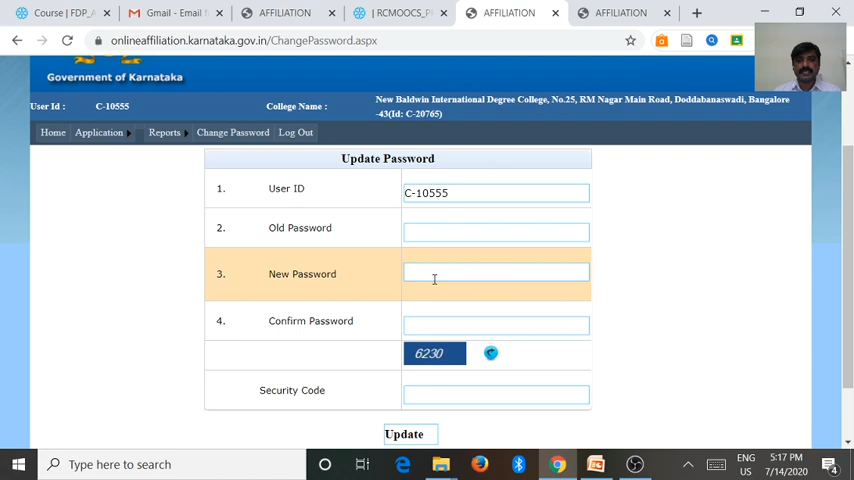 Course | FDP_A
Gmail - Email f
AFFILIATION
| RCMOOCS_P
AFFILIATION
AFFILIATION
onlineaffiliation.karnataka.gov.in/ChangePassword.aspx
Government of Karnataka
User Id : C-10555 College Name : New Baldwin International Degree College, No.25, RM Nagar Main Road, Doddabanaswadi, Bangalore
-43(Id: C-20765)
Home Application Reports Change Password Log Out
Update Password
1. User ID C-10555
2. Old Password
3. New Password
4. Confirm Password
6230
Security Code
Update
Type here to search
ENG
US
5:17 PM
7/14/2020
4